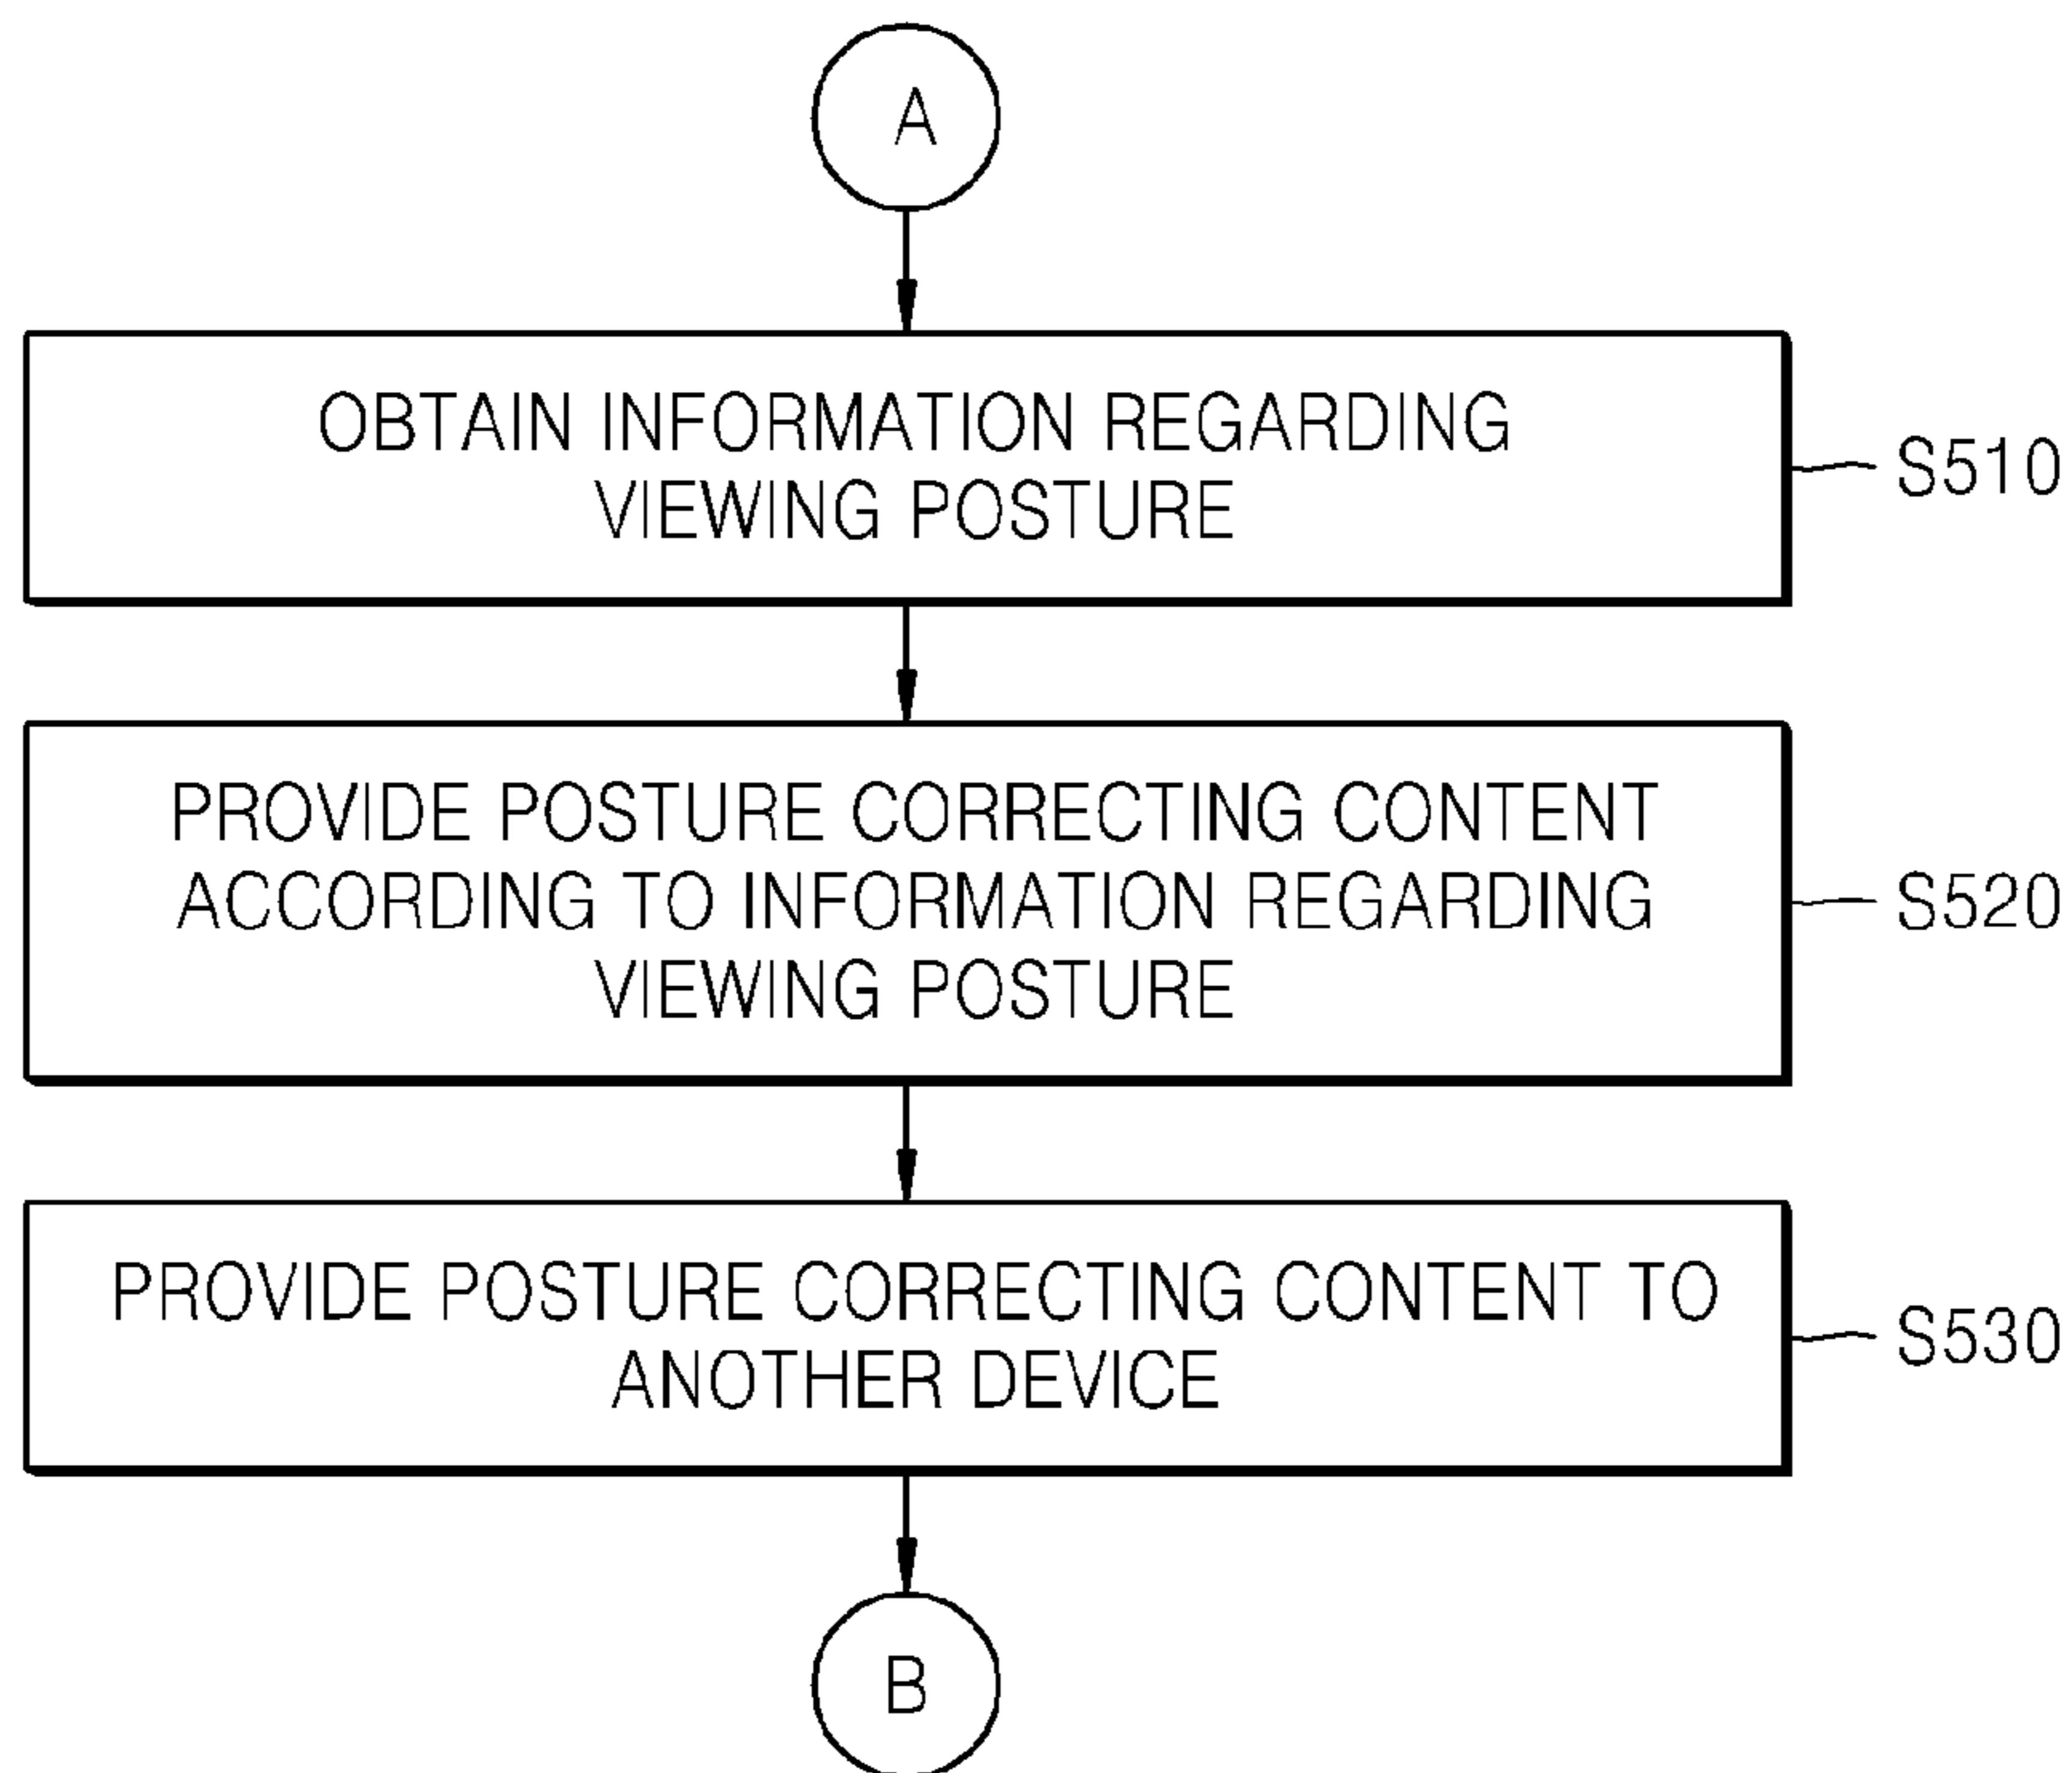 A
OBTAIN INFORMATION REGARDING
VIEWING POSTURE
S510
PROVIDE POSTURE CORRECTING CONTENT
ACCORDING TO INFORMATION REGARDING
VIEWING POSTURE
S520
PROVIDE POSTURE CORRECTING CONTENT TO
ANOTHER DEVICE
S530
B